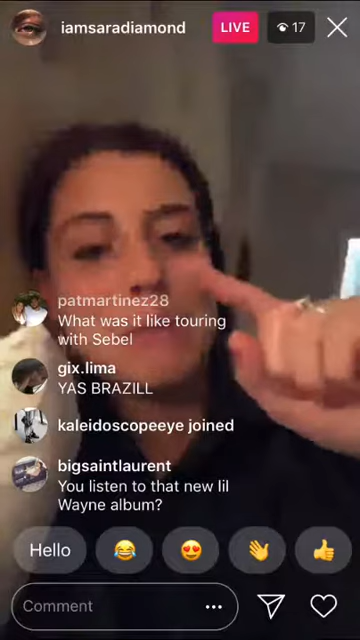 iamsaradiamond
LIVE
17
patmartinez28
What was it like touring
with Sebel
gix.lima
YAS BRAZILL
kaleidoscopeeye joined
bigsaintlaurent
You listen to that new lil
Wayne album?
Hello
Comment